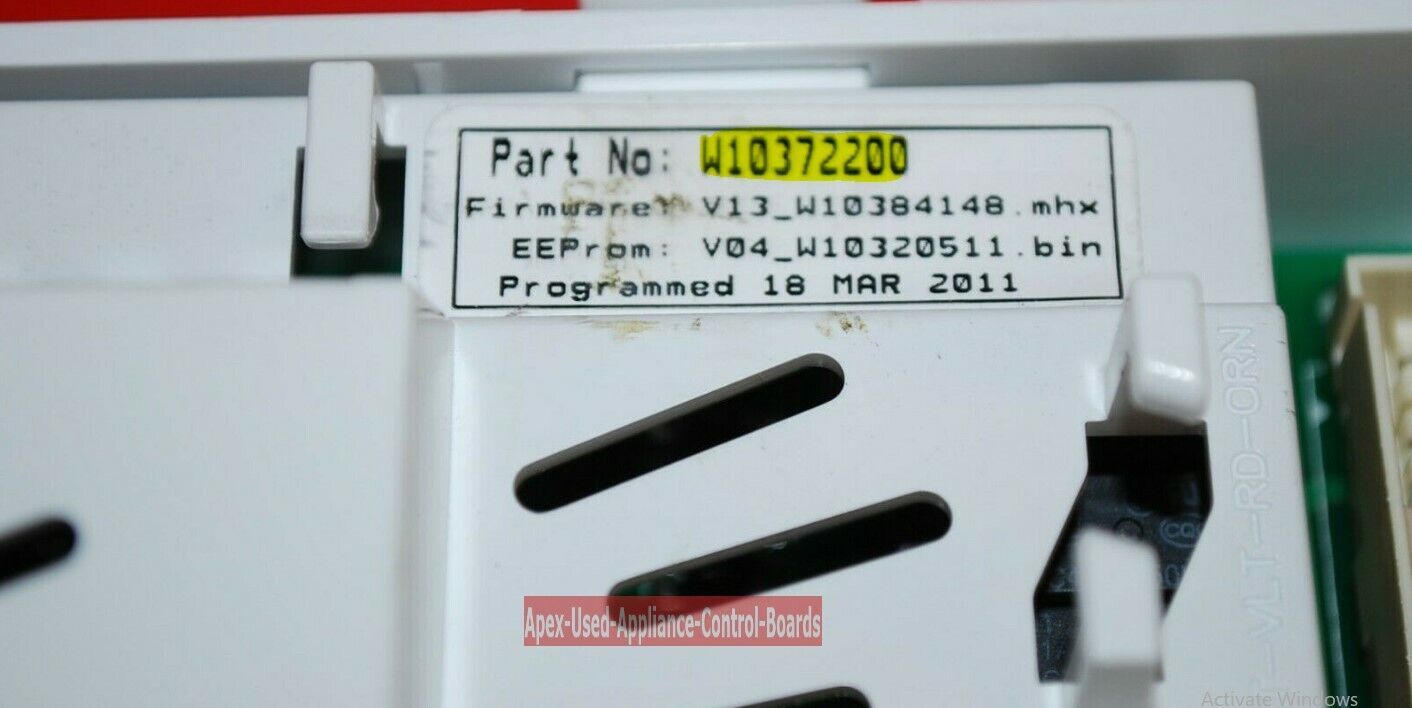 Part No: W10372200
Firmware: V13_W10384148.mhx
EEProm: V04_W10320511.bin
Programmed 18 MAR 2011
VLT-RD-ORN
CQC
Apex-Used-Appliance-Control-Boards
Activate Windows